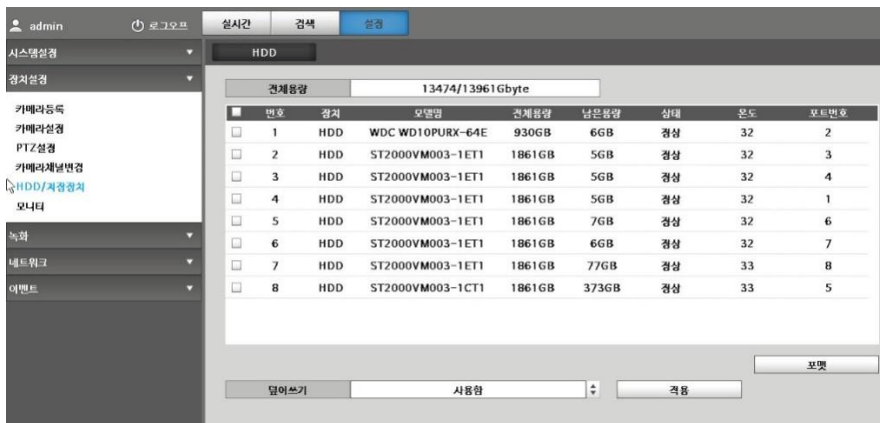 admin 로그오프 실시간 검색 설정
시스템설정
HDD
장치설정
전체용량 13474/13961Gbyte
카메라등록
카메라설정
PTZ설정
카메라채널변경
HDD/저장장치
모니터
녹화
네트워크
이벤트
번호 장치 모델명 전체용량 남은용량 상태 온도 포트번호
1 HDD WDC WD10PURX-64E 930GB 6GB 정상 32 2
2 HDD ST2000VM003-1ET1 1861GB 5GB 정상 32 3
3 HDD ST2000VM003-1ET1 1861GB 5GB 정상 32 4
4 HDD ST2000VM003-1ET1 1861GB 5GB 정상 32 1
5 HDD ST2000VM003-1ET1 1861GB 7GB 정상 32 6
6 HDD ST2000VM003-1ET1 1861GB 6GB 정상 32 7
7 HDD ST2000VM003-1ET1 1861GB 77GB 정상 33 8
8 HDD ST2000VM003-1CT1 1861GB 373GB 정상 33 5
포멧
덮어쓰기 사용함 적용